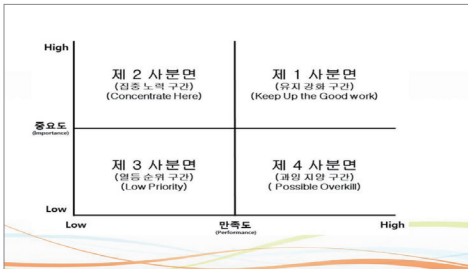 High
제 2 사분면
(집중 노력 구간)
(Concentrate Here)
제 1 사분면
(유지 강화 구간)
(Keep Up the Good work)
중요도
(Importance)
제 3 사분면
(열등 순위 구간)
(Low Priority)
제 4 사분면
(과잉 지양 구간)
( Possible Overkill)
Low
Low
만족도
(Performance)
High